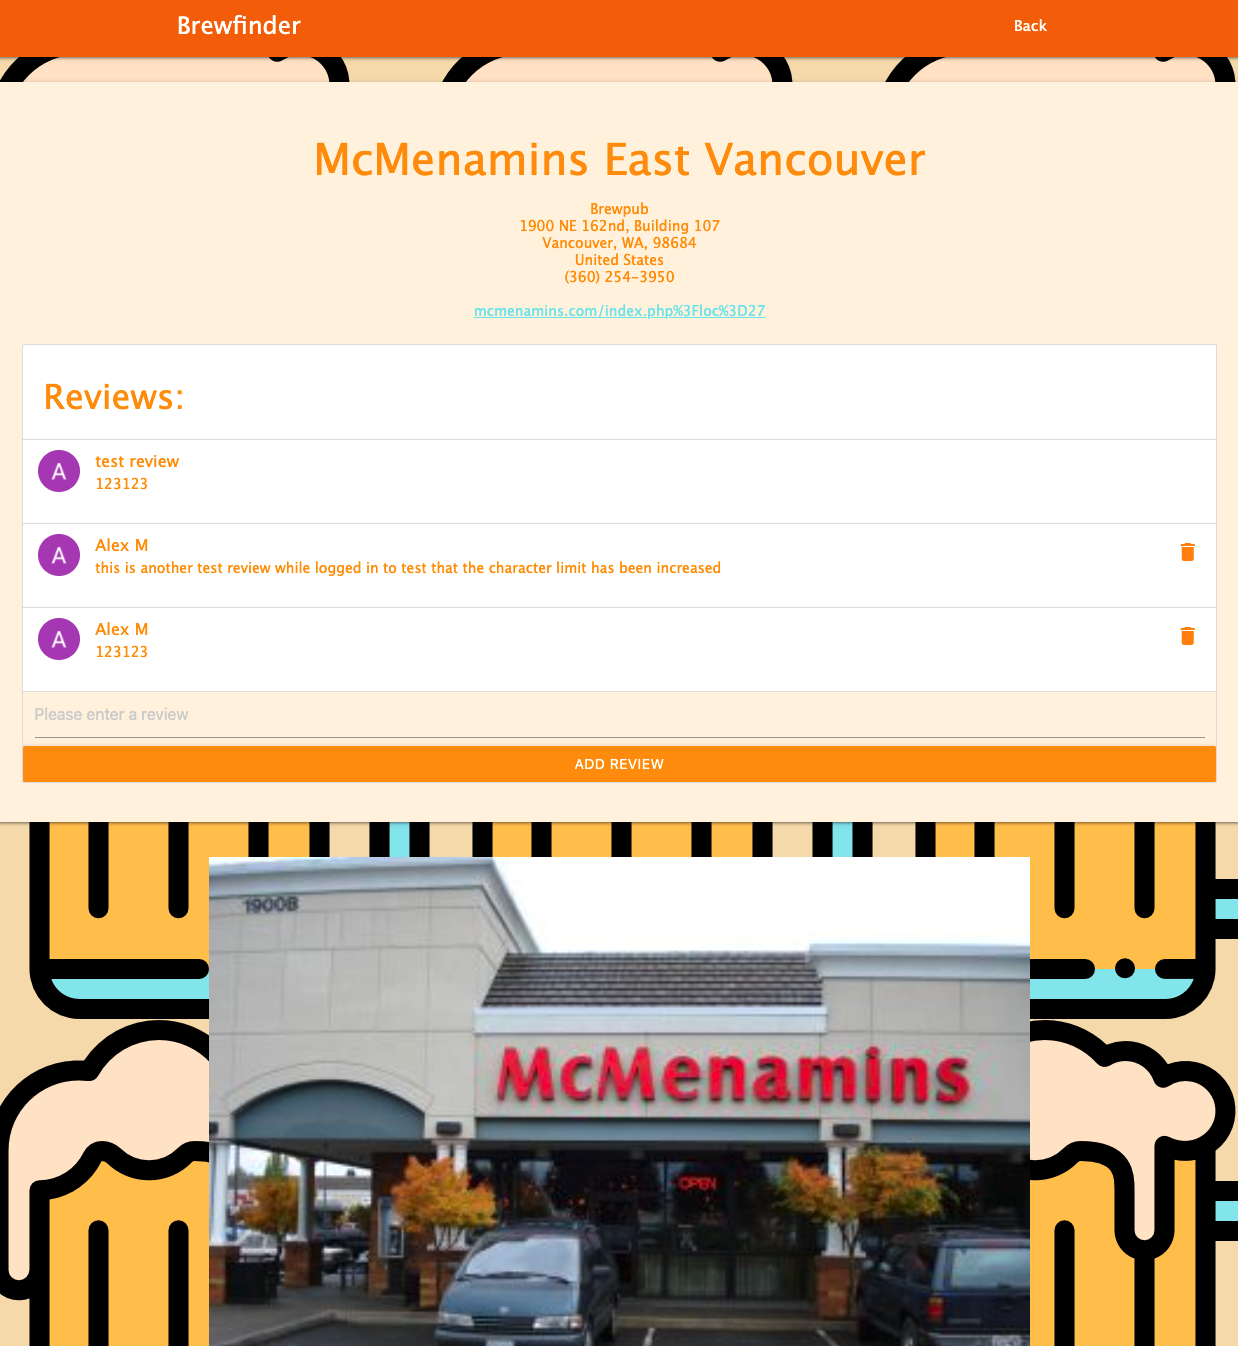 Brewfinder
Back
McMenamins East Vancouver
Brewpub
1900 NE 162nd, Building 107
Vancouver, WA, 98684
United States
(360) 254-3950
mcmenamins.com/index.php%3Floc%3D27
Reviews:
A
test review
123123
A
Alex M
this is another test review while logged in to test that the character limit has been increased
A
Alex M
123123
Please enter a review
ADD REVIEW
1900B
McMenamins
OPEN